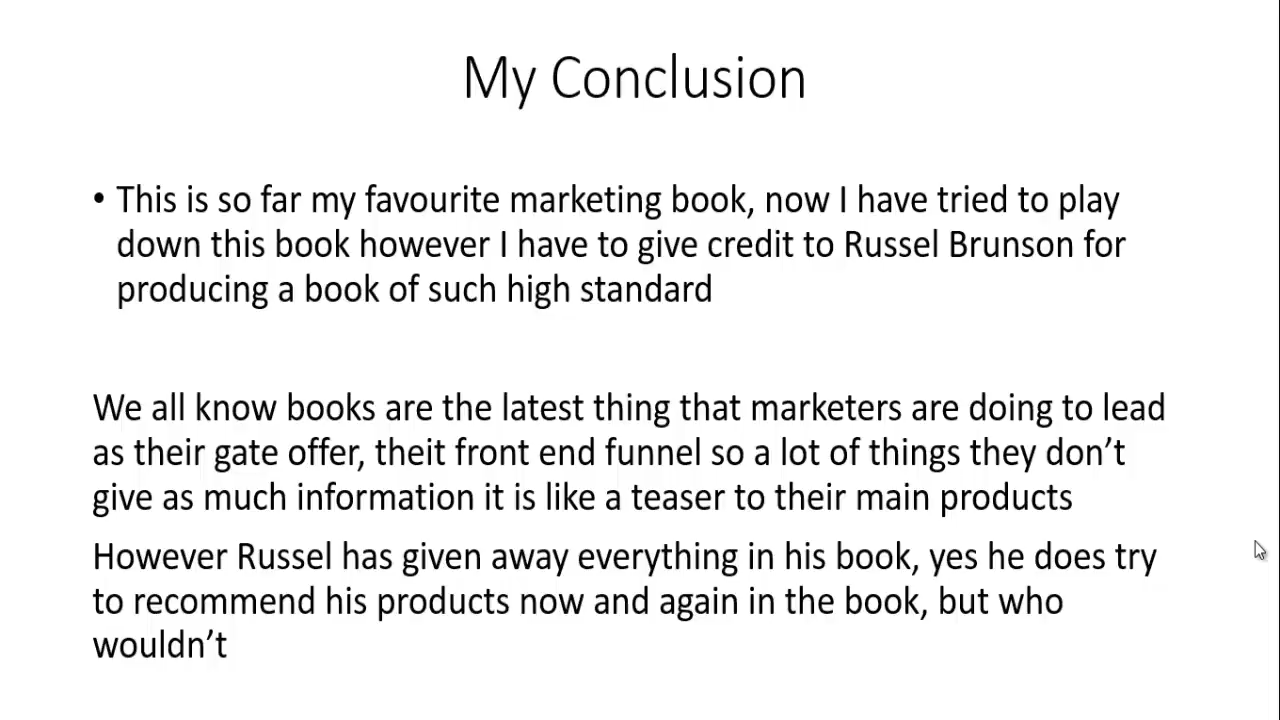 My Conclusion
• This is so far my favourite marketing book, now I have tried to play
down this book however I have to give credit to Russel Brunson for
producing a book of such high standard
We all know books are the latest thing that marketers are doing to lead
as their gate offer, theit front end funnel so a lot of things they don’t
give as much information it is like a teaser to their main products
However Russel has given away everything in his book, yes he does try
to recommend his products now and again in the book, but who
wouldn’t